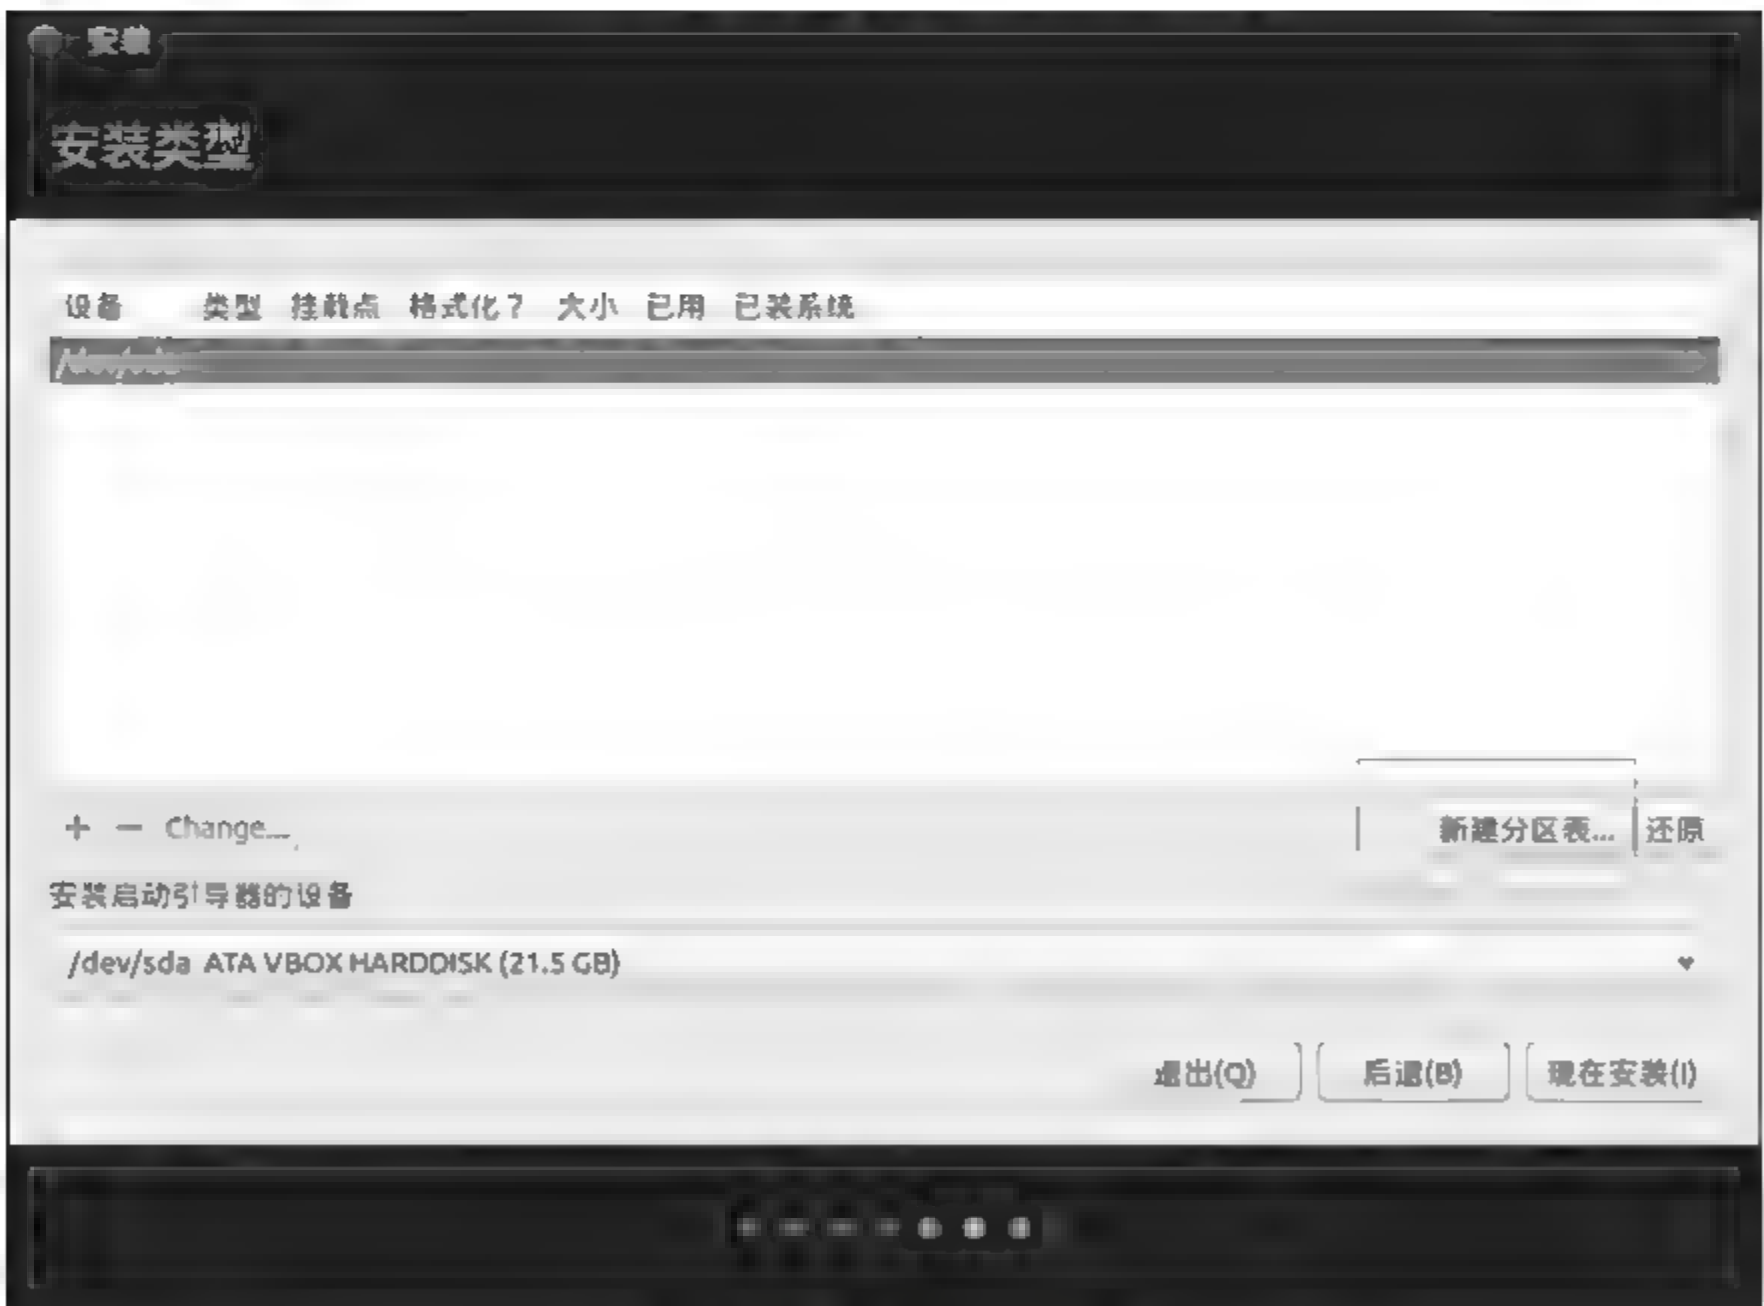 安装
安装类型
设备 类型 挂载点 格式化？ 大小 已用 已装系统
+ − Change... 新建分区表... 还原
安装启动引导器的设备
/dev/sda ATA VBOX HARDDISK (21.5 GB)
退出(Q) 后退(B) 现在安装(I)